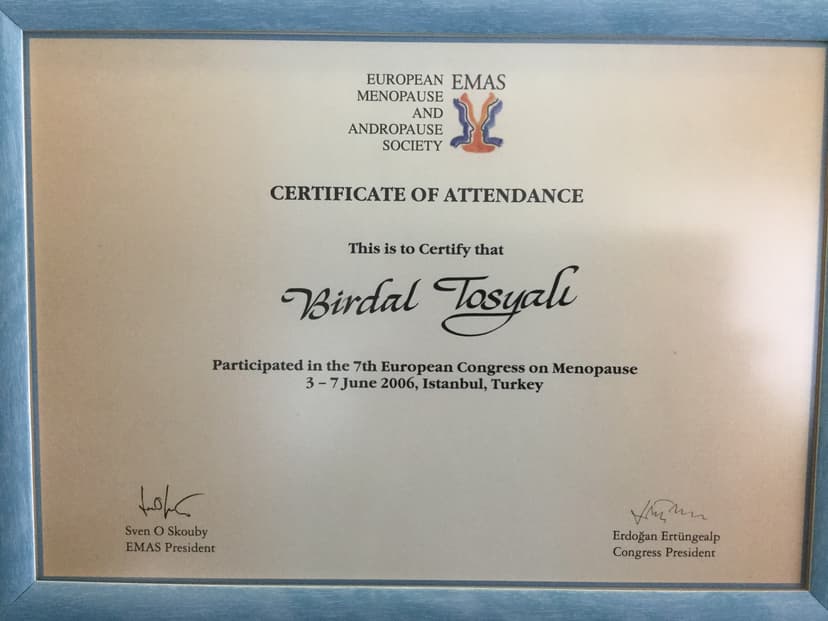 EUROPEAN
MENOPAUSE
AND
ANDROPAUSE
SOCIETY
EMAS
CERTIFICATE OF ATTENDANCE
This is to Certify that
Birdal Tosyalı
Participated in the 7th European Congress on Menopause
3 – 7 June 2006, Istanbul, Turkey
Sven O Skouby
EMAS President
Erdoğan Ertüngealp
Congress President